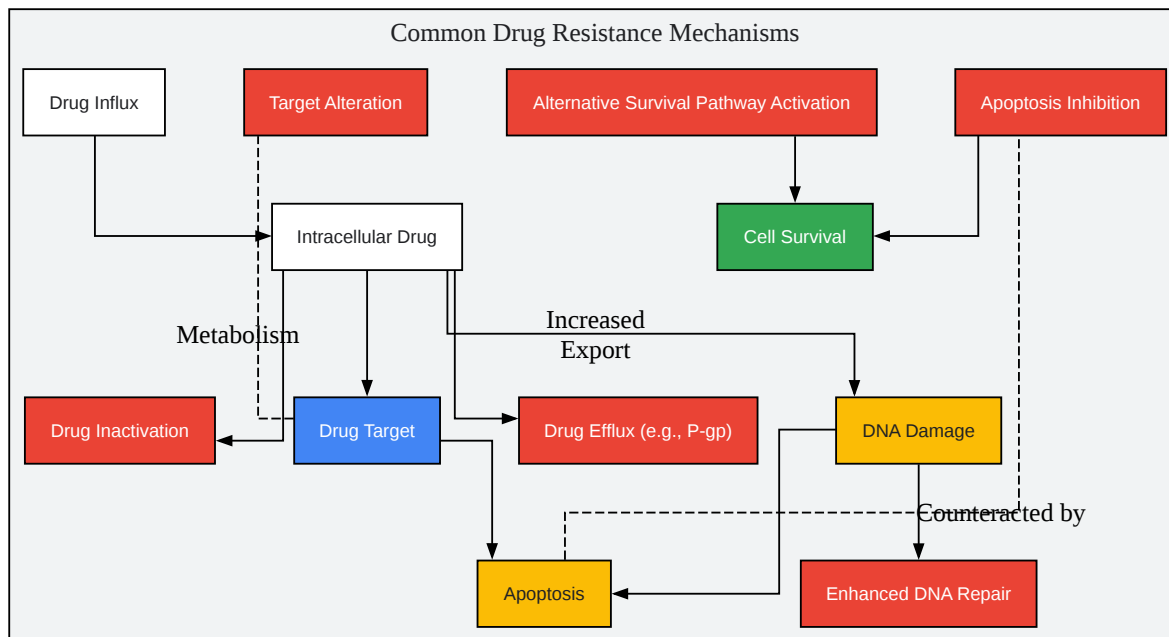 Common Drug Resistance Mechanisms
Drug Influx
Target Alteration
Alternative Survival Pathway Activation
Apoptosis Inhibition
Intracellular Drug
Cell Survival
Metabolism
Increased
Export
Drug Inactivation
Drug Target
Drug Efflux (e.g., P-gp)
DNA Damage
Counteracted by
Apoptosis
Enhanced DNA Repair